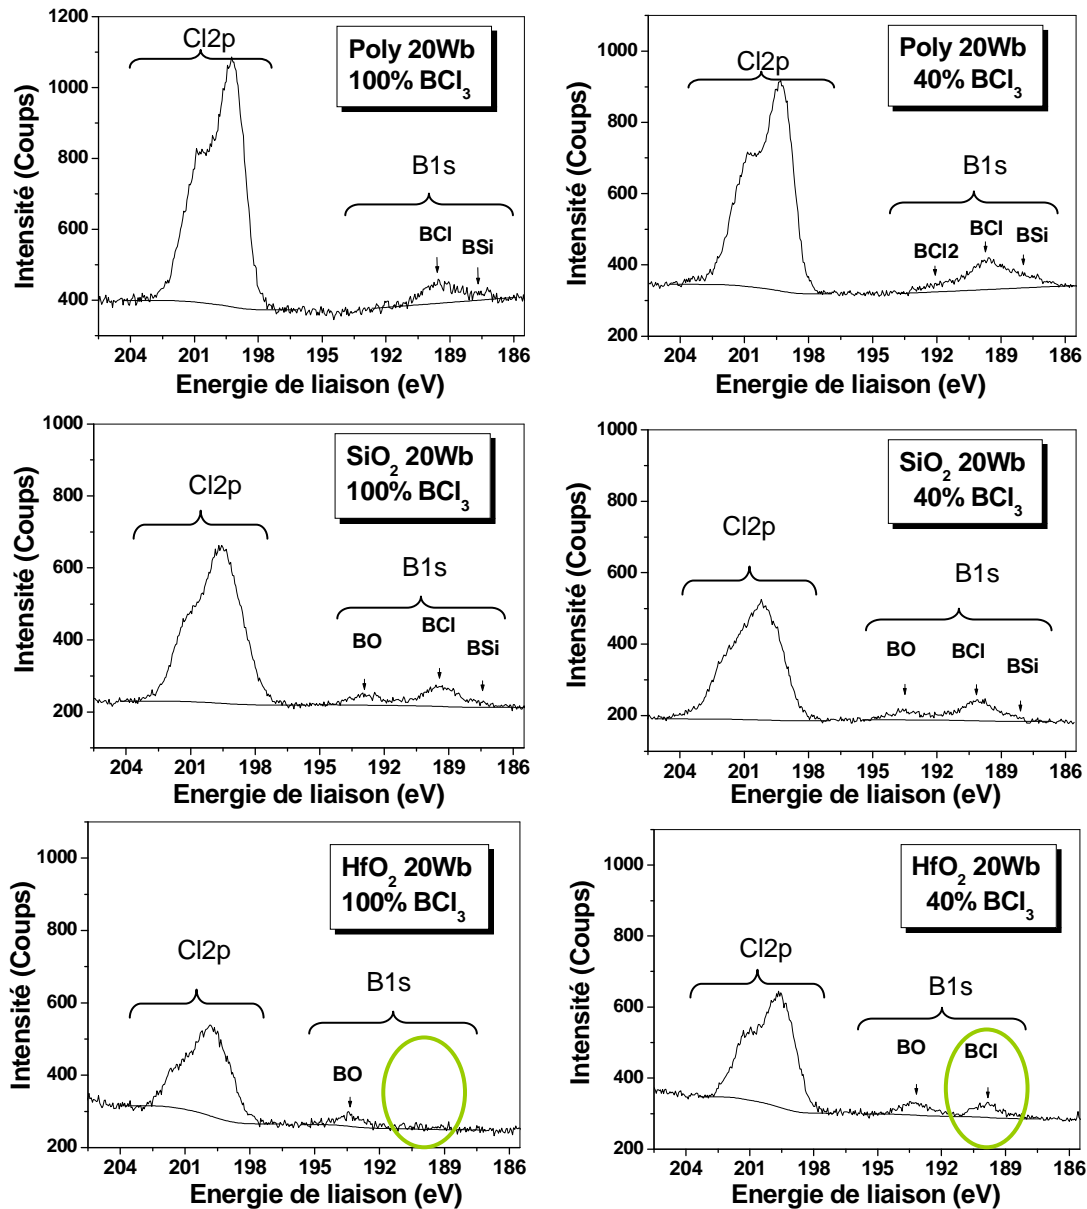 Poly 20Wb
100% BCl3
Cl2p
B1s
BCl
BSi
1200
1000
800
600
400
204 201 198 195 192 189 186
Intensité (Coups)
Energie de liaison (eV)
Poly 20Wb
40% BCl3
Cl2p
B1s
BCl2
BCl
BSi
1000
800
600
400
200
204 201 198 195 192 189 186
Intensité (Coups)
Energie de liaison (eV)
SiO2 20Wb
100% BCl3
Cl2p
B1s
BO
BCl
BSi
1000
800
600
400
200
204 201 198 195 192 189 186
Intensité (Coups)
Energie de liaison (eV)
SiO2 20Wb
40% BCl3
Cl2p
B1s
BO
BCl
BSi
1000
800
600
400
200
204 201 198 195 192 189 186
Intensité (Coups)
Energie de liaison (eV)
HfO2 20Wb
100% BCl3
Cl2p
B1s
BO
1000
800
600
400
200
204 201 198 195 192 189 186
Intensité (Coups)
Energie de liaison (eV)
HfO2 20Wb
40% BCl3
Cl2p
B1s
BO
BCl
1000
800
600
400
200
204 201 198 195 192 189 186
Intensité (Coups)
Energie de liaison (eV)